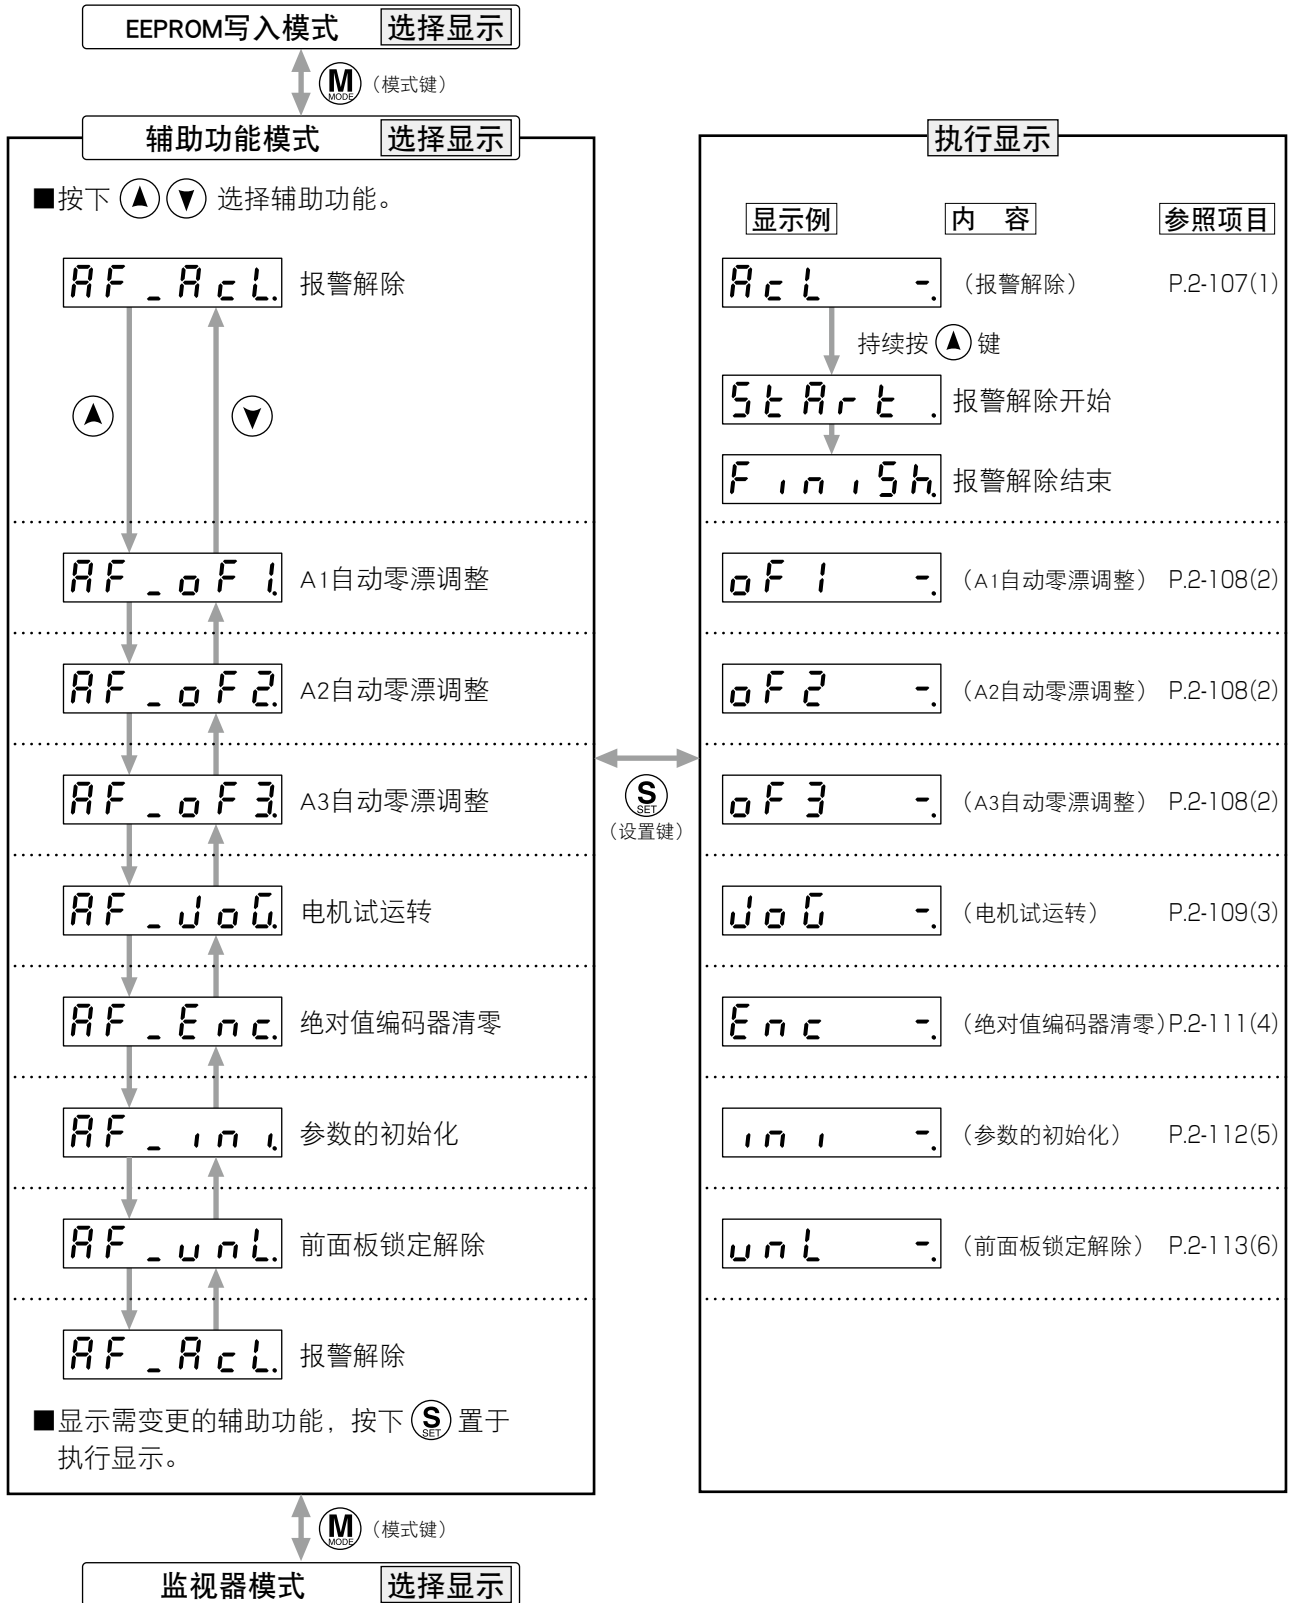 EEPROM写入模式 选择显示
M MODE （模式键）
辅助功能模式 选择显示
■按下 选择辅助功能。
AF_AcL. 报警解除
AF_oF1. A1自动零漂调整
AF_oF2. A2自动零漂调整
AF_oF3. A3自动零漂调整
AF_JoG. 电机试运转
AF_Enc. 绝对值编码器清零
AF_ini. 参数的初始化
AF_unL. 前面板锁定解除
AF_AcL. 报警解除
■显示需变更的辅助功能，按下 S SET 置于
执行显示。
M MODE （模式键）
监视器模式 选择显示
S SET
（设置键）
执行显示
显示例 内 容 参照项目
AcL -. （报警解除） P.2-107(1)
持续按 键
StArt . 报警解除开始
FiniSh. 报警解除结束
oF1 -. （A1自动零漂调整） P.2-108(2)
oF2 -. （A2自动零漂调整） P.2-108(2)
oF3 -. （A3自动零漂调整） P.2-108(2)
JoG -. （电机试运转） P.2-109(3)
Enc -. （绝对值编码器清零）P.2-111(4)
ini -. （参数的初始化） P.2-112(5)
unL -. （前面板锁定解除） P.2-113(6)